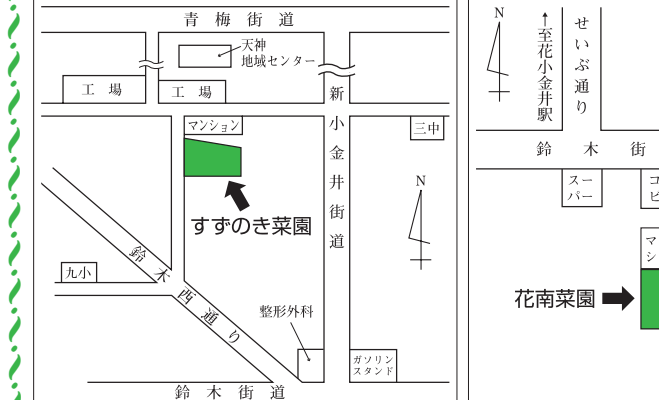 青梅街道
天神
地域センター
工場
工場
新小金井街道
マンション
三中
N
すずのき菜園
鈴木西通り
九小
整形外科
ガソリン
スタンド
鈴木街道
N
↑至花小金井駅
せいぶ通り
鈴木街
スー
パー
コ
ビ
マ
シ
花南菜園